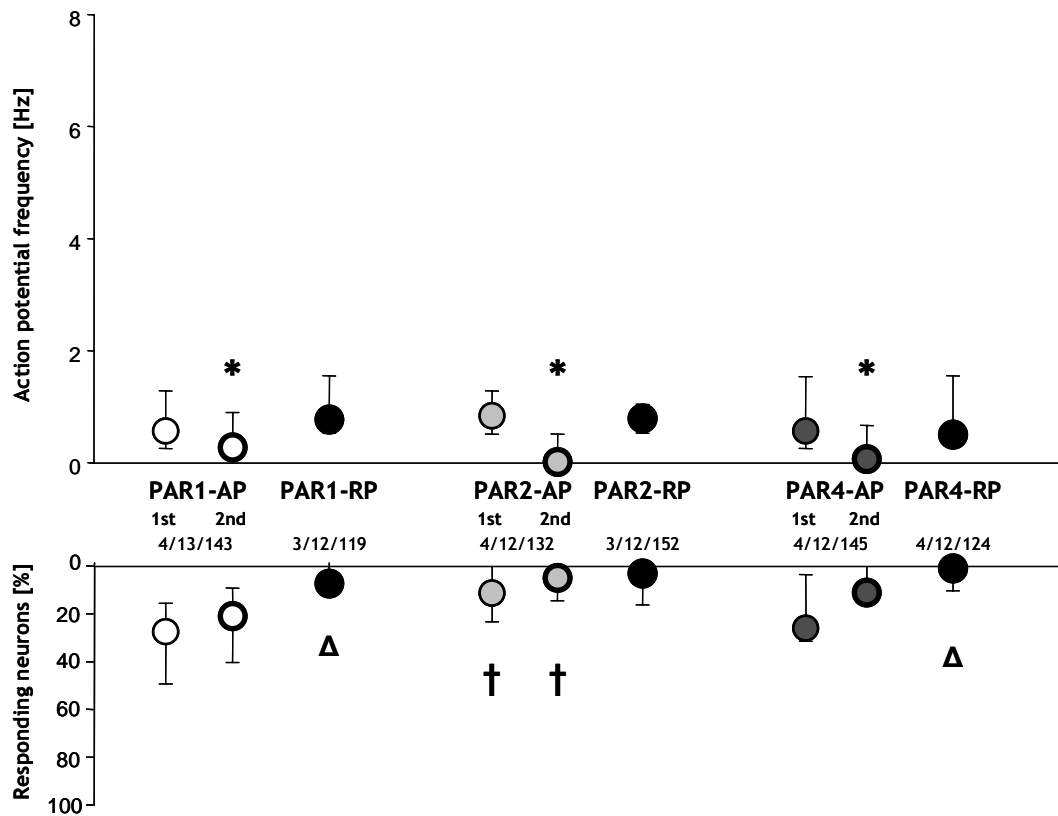 Action potential frequency [Hz]
8
6
4
2
0
* * *
PAR1-AP PAR1-RP PAR2-AP PAR2-RP PAR4-AP PAR4-RP
1st 2nd 1st 2nd 1st 2nd
4/13/143 3/12/119 4/12/132 3/12/152 4/12/145 4/12/124
Responding neurons [%]
0
20
40
60
80
100
Δ † † Δ